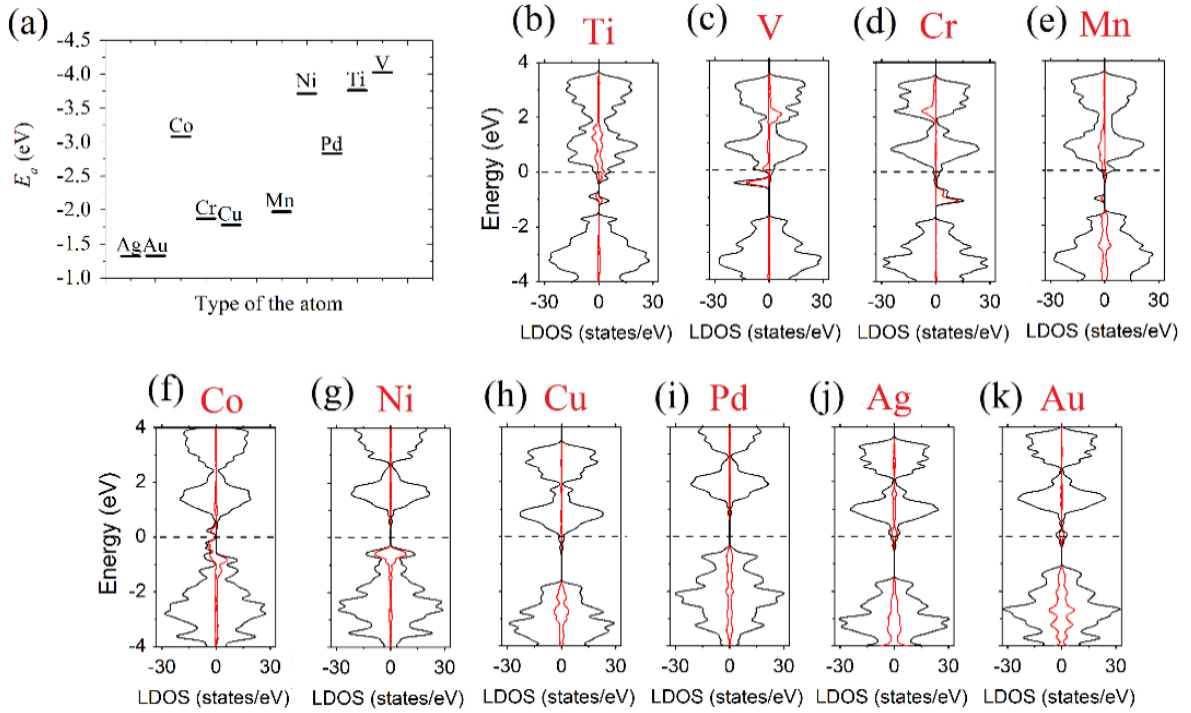 (a)
-4.5
-4.0
-3.5
-3.0
-2.5
-2.0
-1.5
-1.0
E_a (eV)
Ag Au
Co
Cr Cu
Mn
Ni
Pd
Ti
V
Type of the atom
(b) Ti
(c) V
(d) Cr
(e) Mn
Energy (eV)
4
2
0
-2
-4
-30 0 30
-30 0 30
-30 0 30
-30 0 30
LDOS (states/eV)
LDOS (states/eV)
LDOS (states/eV)
LDOS (states/eV)
(f) Co
(g) Ni
(h) Cu
(i) Pd
(j) Ag
(k) Au
Energy (eV)
4
2
0
-2
-4
-30 0 30
-30 0 30
-30 0 30
-30 0 30
-30 0 30
-30 0 30
LDOS (states/eV)
LDOS (states/eV)
LDOS (states/eV)
LDOS (states/eV)
LDOS (states/eV)
LDOS (states/eV)